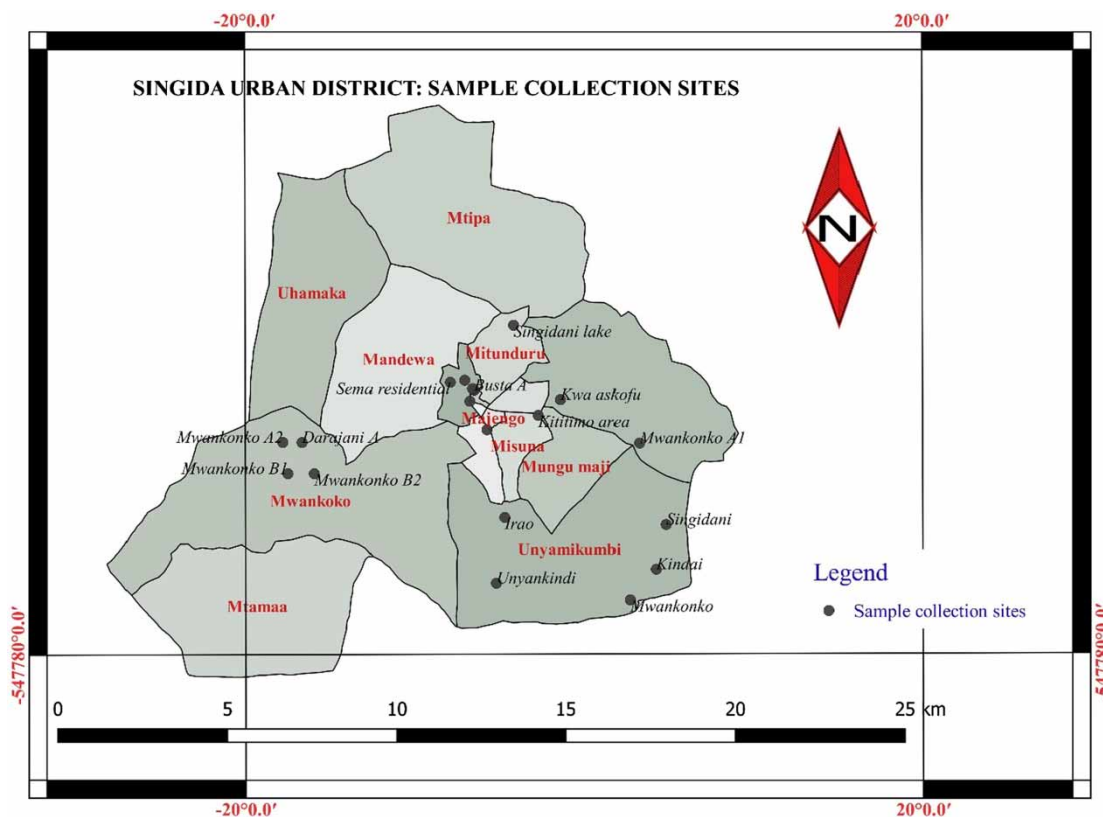 -20°0.0′
20°0.0′
SINGIDA URBAN DISTRICT: SAMPLE COLLECTION SITES
N
Mtipa
Uhamaka
Singidani lake
Mandewa
Mitunduru
Sema residential
Busta A
Kwa askofu
Majengo
Kititimo area
Mwankonko A2
Darajani A
Misuna
Mwankonko A1
Mungu maji
Mwankonko B1
Mwankonko B2
Mwankoko
Irao
Singidani
Unyamikumbi
Kindai
Unyankindi
Mwankonko
Mtamaa
Legend
Sample collection sites
-547780°0.0′
-547780°0.0′
0 5 10 15 20 25 km
-20°0.0′
20°0.0′